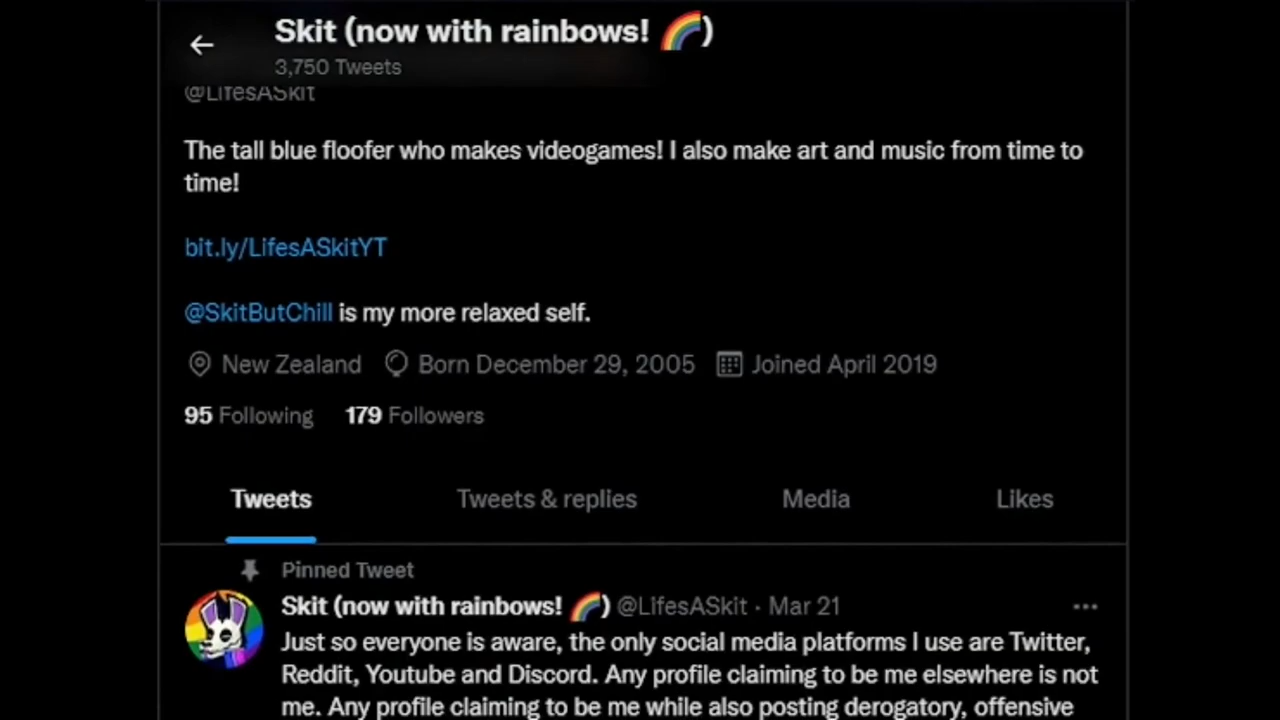 Skit (now with rainbows! 🌈)
3,750 Tweets
@LifesASkit
The tall blue floofer who makes videogames! I also make art and music from time to
time!
bit.ly/LifesASkitYT
@SkitButChill is my more relaxed self.
New Zealand Born December 29, 2005 Joined April 2019
95 Following 179 Followers
Tweets Tweets & replies Media Likes
Pinned Tweet
Skit (now with rainbows! 🌈) @LifesASkit · Mar 21
Just so everyone is aware, the only social media platforms I use are Twitter,
Reddit, Youtube and Discord. Any profile claiming to be me elsewhere is not
me. Any profile claiming to be me while also posting derogatory, offensive